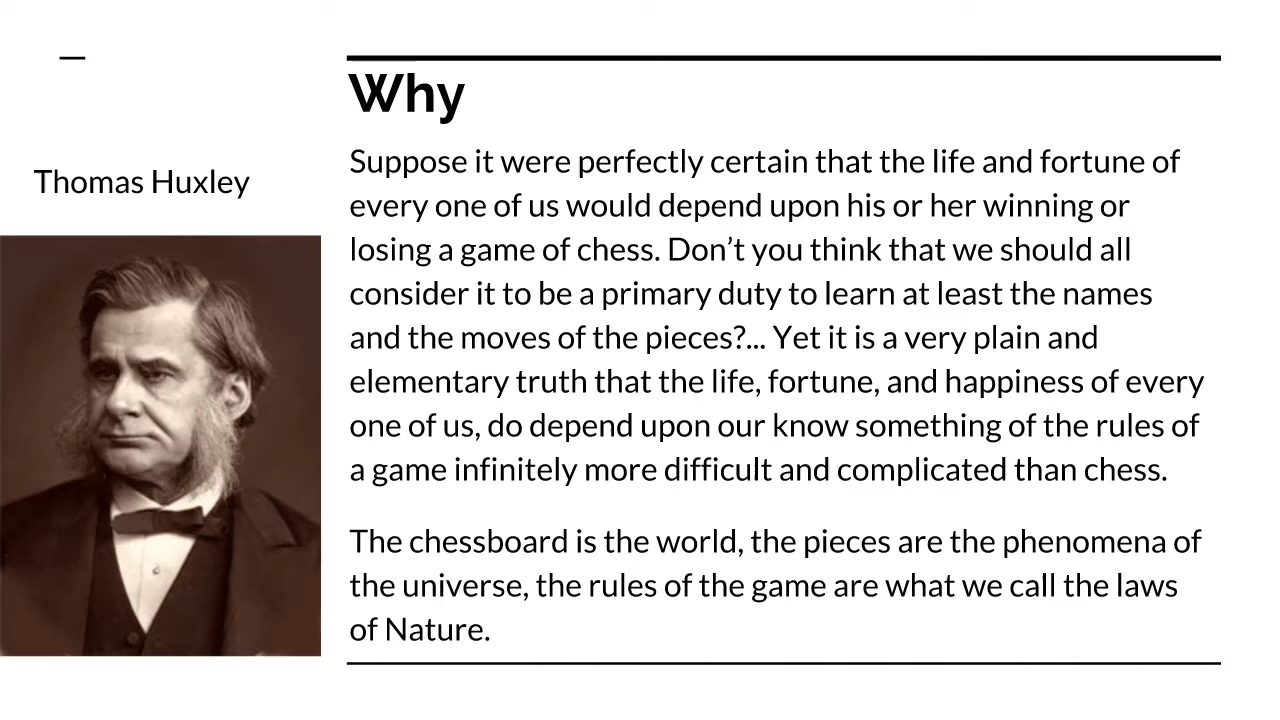 Why
Thomas Huxley
Suppose it were perfectly certain that the life and fortune of
every one of us would depend upon his or her winning or
losing a game of chess. Don’t you think that we should all
consider it to be a primary duty to learn at least the names
and the moves of the pieces?... Yet it is a very plain and
elementary truth that the life, fortune, and happiness of every
one of us, do depend upon our know something of the rules of
a game infinitely more difficult and complicated than chess.
The chessboard is the world, the pieces are the phenomena of
the universe, the rules of the game are what we call the laws
of Nature.